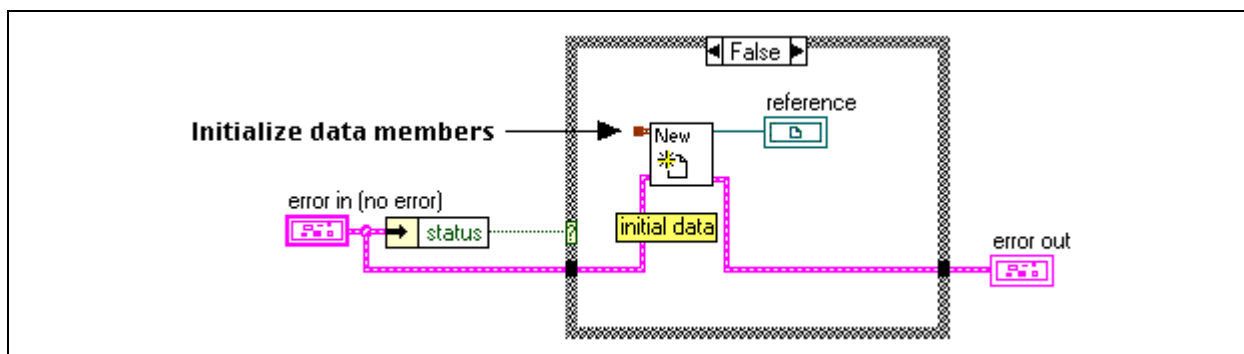 False
reference
Initialize data members
New
error in (no error)
status
?
initial data
error out